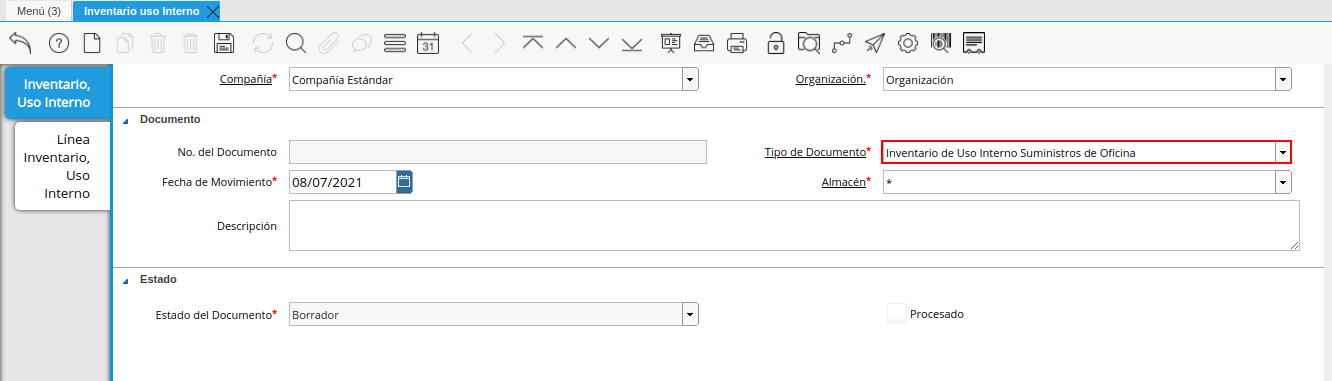 Menú (3)
Inventario uso Interno
31
Inventario,
Uso Interno
Línea
Inventario,
Uso
Interno
Compañía* Compañía Estándar Organización.* Organización
Documento
No. del Documento Tipo de Documento* Inventario de Uso Interno Suministros de Oficina
Fecha de Movimiento* 08/07/2021 Almacén* *
Descripción
Estado
Estado del Documento* Borrador Procesado